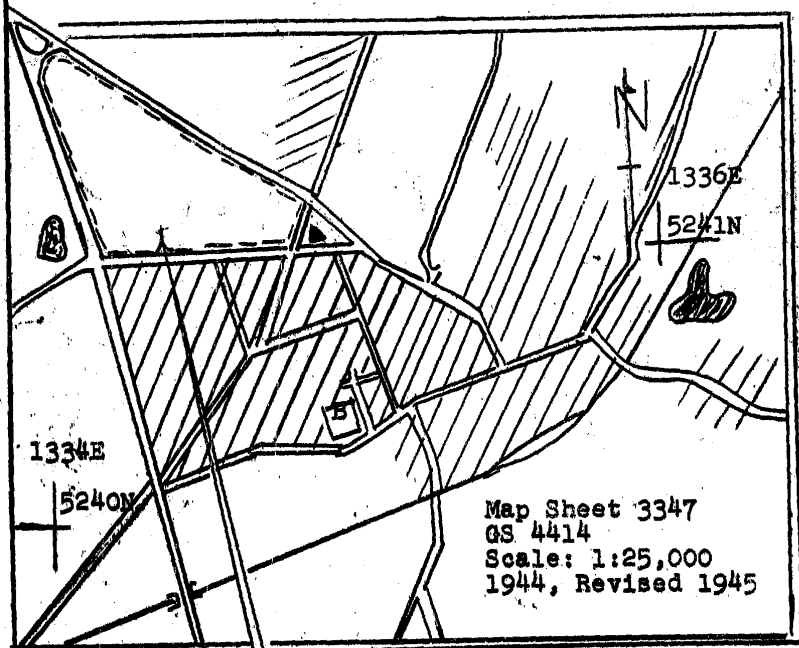 N
1336E
5241N
B
1334E
5240N
Map Sheet 3347
GS 4414
Scale: 1:25,000
1944, Revised 1945